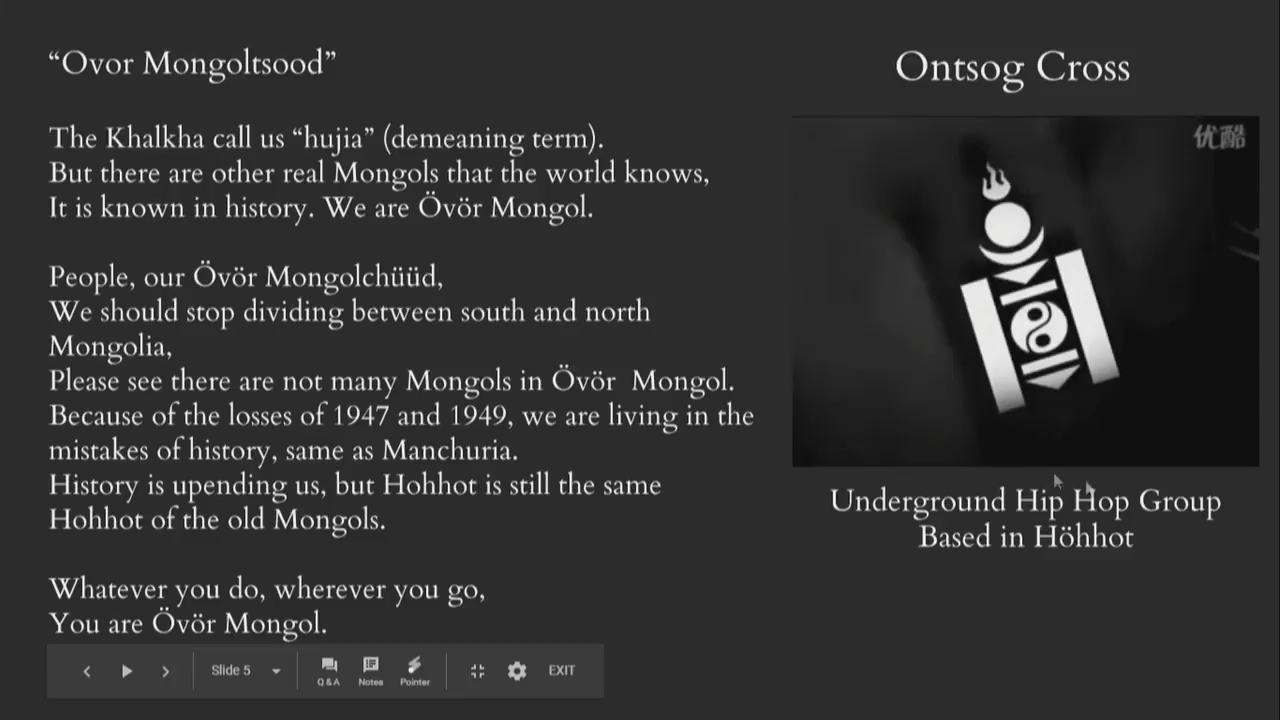 “Ovor Mongoltsood”
The Khalkha call us “hujia” (demeaning term).
But there are other real Mongols that the world knows,
It is known in history. We are Övör Mongol.
People, our Övör Mongolchüüd,
We should stop dividing between south and north
Mongolia,
Please see there are not many Mongols in Övör  Mongol.
Because of the losses of 1947 and 1949, we are living in the
mistakes of history, same as Manchuria.
History is upending us, but Hohhot is still the same
Hohhot of the old Mongols.
Whatever you do, wherever you go,
You are Övör Mongol.
Ontsog Cross
优酷
Underground Hip Hop Group
Based in Höhhot
Slide 5
Q & A Notes Pointer
EXIT